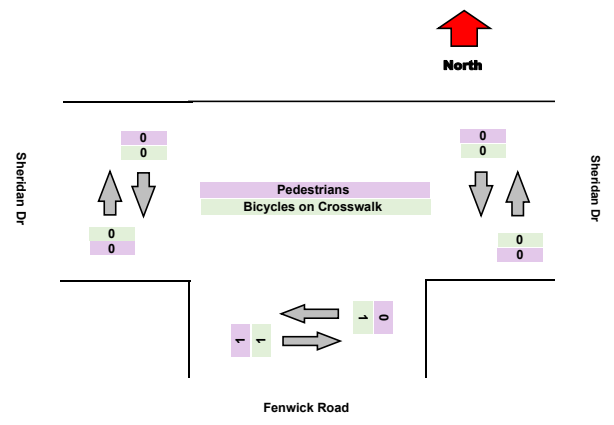 North
0
0
0
0
Sheridan Dr
Sheridan Dr
Pedestrians
Bicycles on Crosswalk
0
0
0
0
1 0
1 1
Fenwick Road